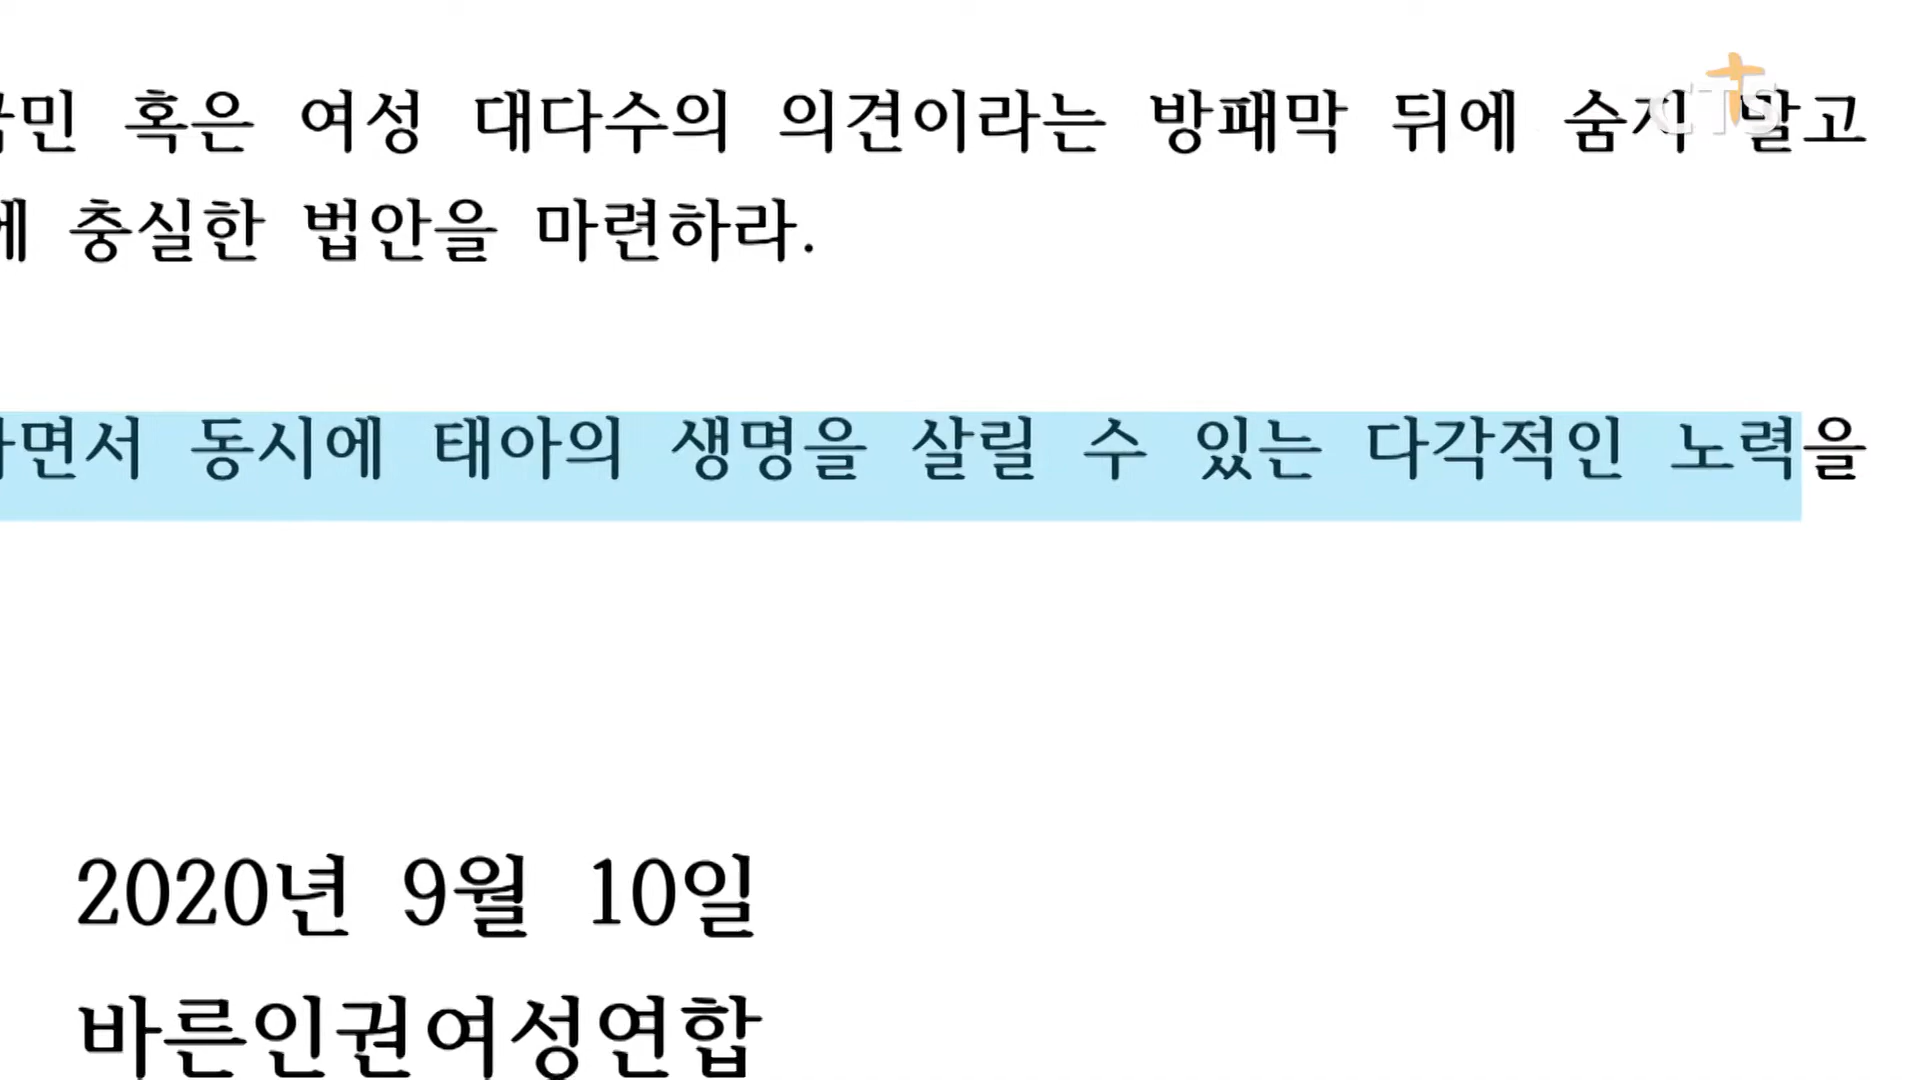 CTS
민 혹은 여성 대다수의 의견이라는 방패막 뒤에 숨지 말고
에 충실한 법안을 마련하라.
면서 동시에 태아의 생명을 살릴 수 있는 다각적인 노력을
2020년 9월 10일
바른인권여성연합